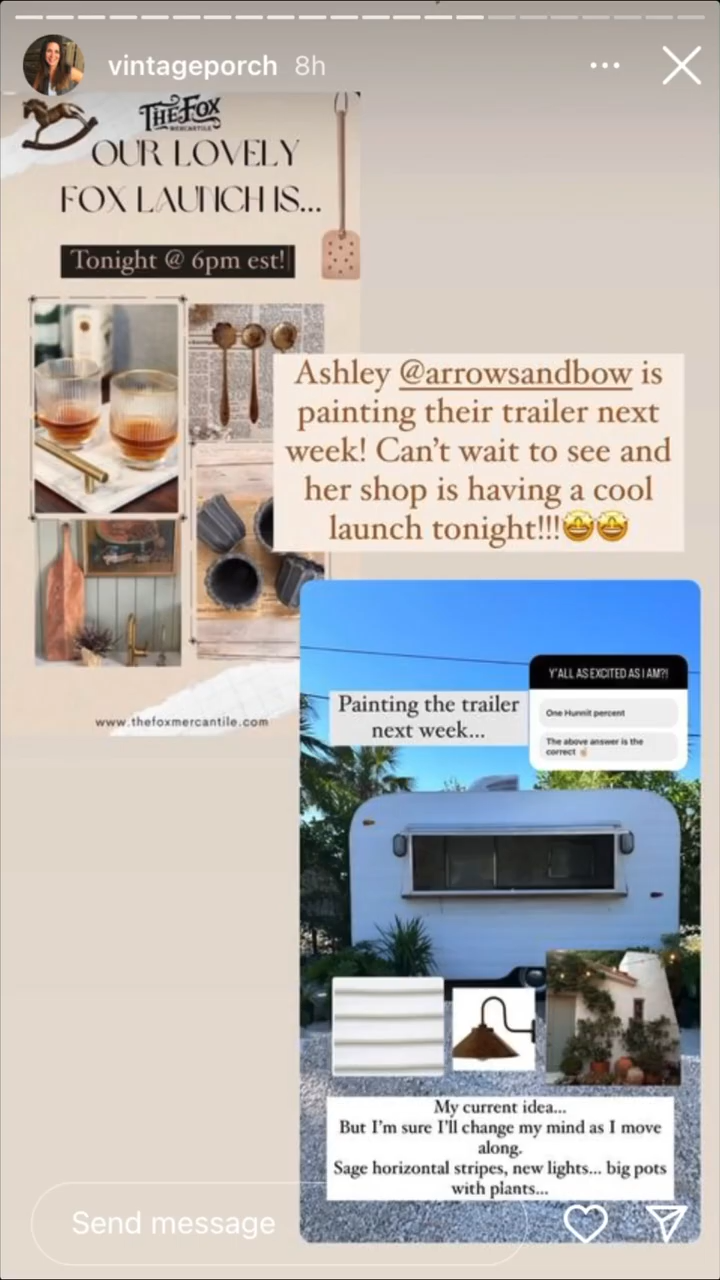 vintageporch 8h
THE FOX
MERCANTILE
OUR LOVELY
FOX LAUNCH IS...
Tonight @ 6pm est!
Ashley @arrowsandbow is
painting their trailer next
week! Can't wait to see and
her shop is having a cool
launch tonight!!!🤩🤩
www.thefoxmercantile.com
Y'ALL AS EXCITED AS I AM?!
One Hunnit percent
The above answer is the
correct ☝🏼
Painting the trailer
next week...
My current idea...
But I'm sure I'll change my mind as I move
along.
Sage horizontal stripes, new lights... big pots
with plants...
Send message